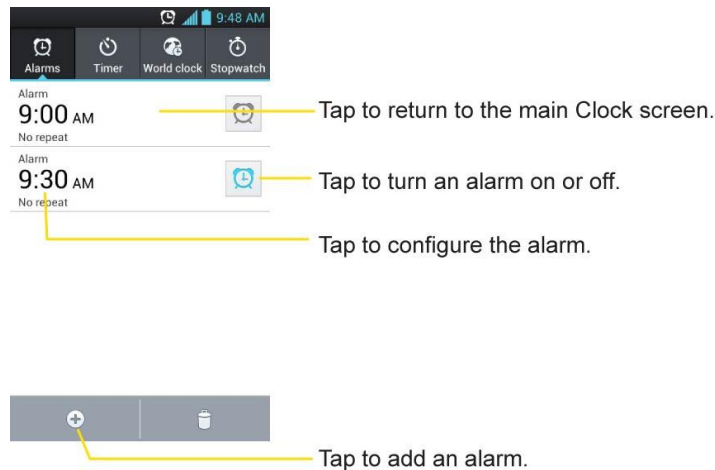 9:48 AM
Alarms Timer World clock Stopwatch
Alarm
9:00 AM
No repeat
Tap to return to the main Clock screen.
Alarm
9:30 AM
No repeat
Tap to turn an alarm on or off.
Tap to configure the alarm.
Tap to add an alarm.